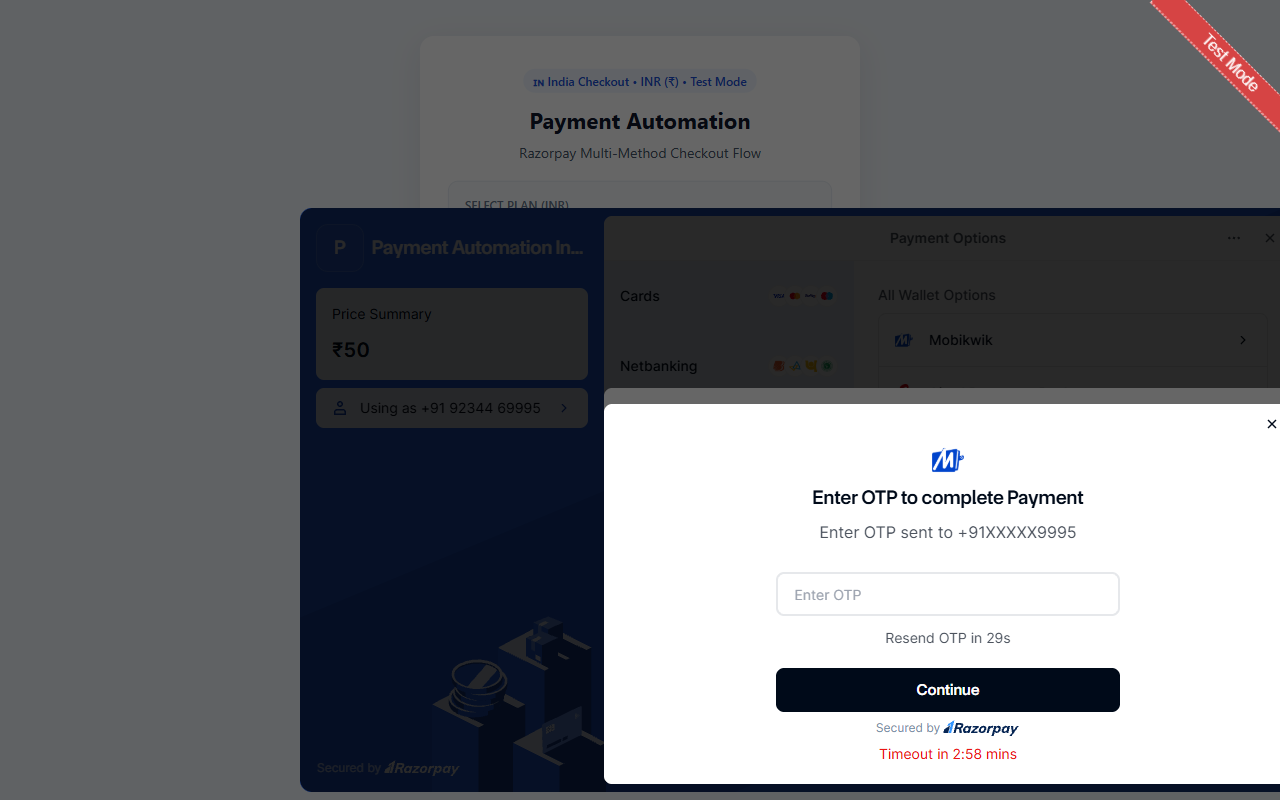 Test Mode
IN India Checkout • INR (₹) • Test Mode
Payment Automation
Razorpay Multi-Method Checkout Flow
SELECT PLAN (INR)
P
Payment Automation In...
Price Summary
₹50
Using as +91 92344 69995
Secured by Razorpay
Payment Options
Cards
VISA
Netbanking
All Wallet Options
Mobikwik
Enter OTP to complete Payment
Enter OTP sent to +91XXXXX9995
Enter OTP
Resend OTP in 29s
Continue
Secured by Razorpay
Timeout in 2:58 mins